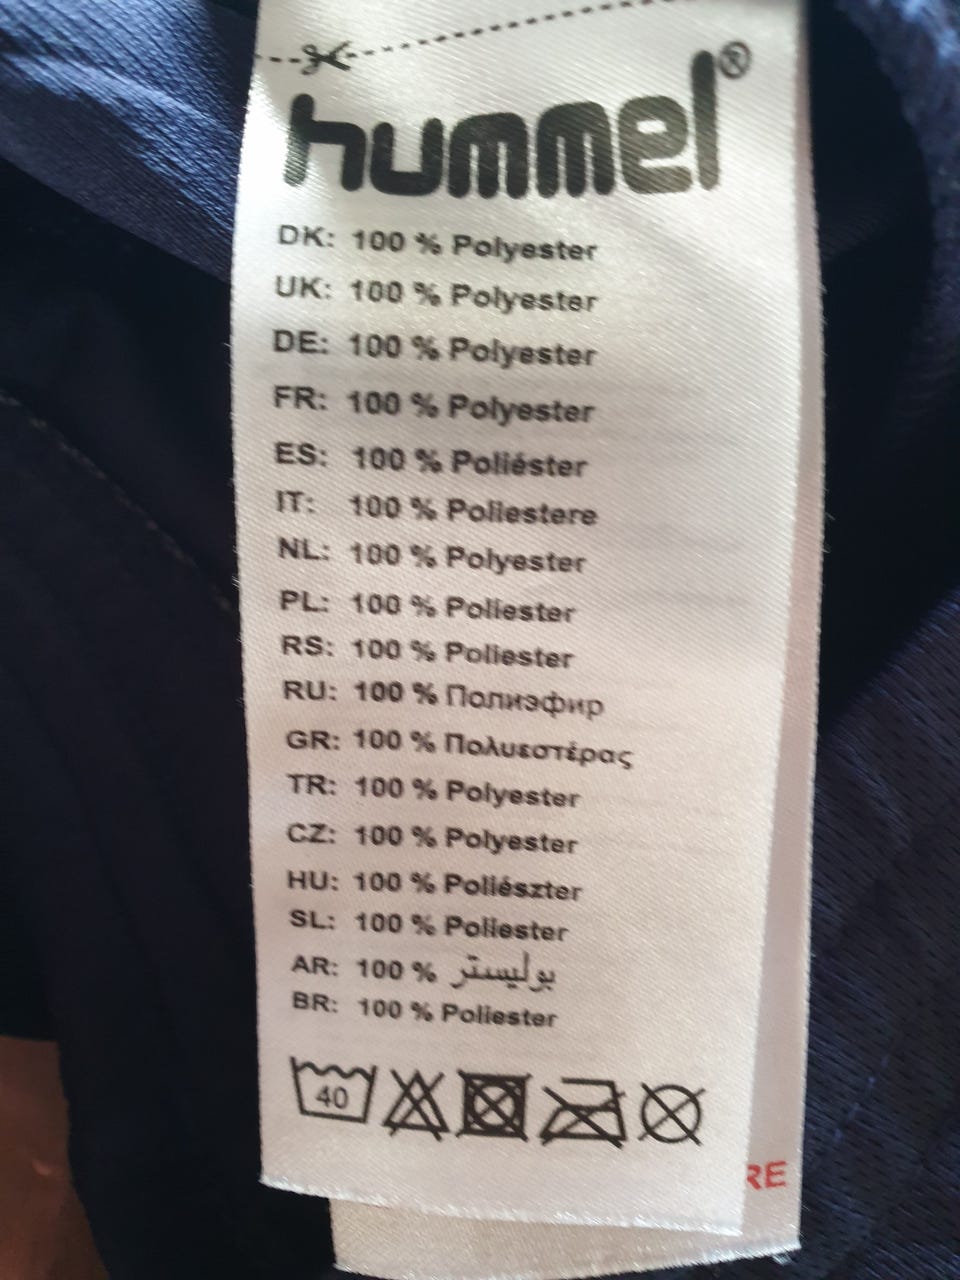 hummel®
DK: 100 % Polyester
UK: 100 % Polyester
DE: 100 % Polyester
FR: 100 % Polyester
ES: 100 % Poliéster
IT: 100 % Poliestere
NL: 100 % Polyester
PL: 100 % Poliester
RS: 100 % Poliester
RU: 100 % Полиэфир
GR: 100 % Πολυεστέρας
TR: 100 % Polyester
CZ: 100 % Polyester
HU: 100 % Poliészter
SL: 100 % Poliester
AR: 100 % بوليستر
BR: 100 % Poliester
40
RE